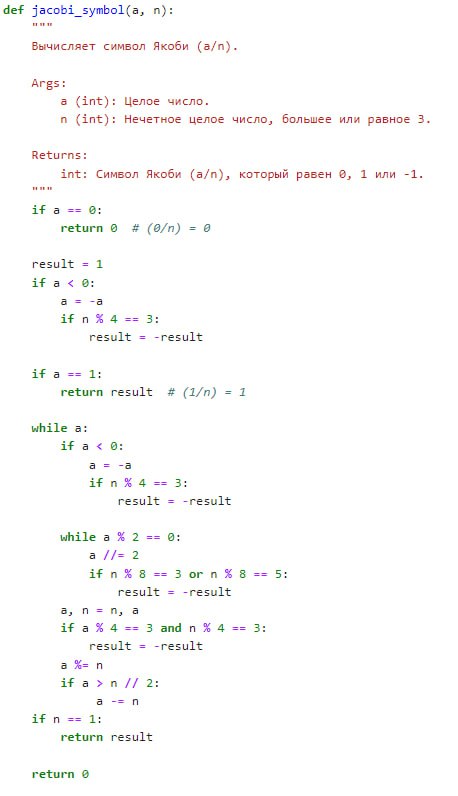 def jacobi_symbol(a, n):
    """
    Вычисляет символ Якоби (a/n).

    Args:
        a (int): Целое число.
        n (int): Нечетное целое число, большее или равное 3.

    Returns:
        int: Символ Якоби (a/n), который равен 0, 1 или -1.
    """
    if a == 0:
        return 0  # (0/n) = 0

    result = 1
    if a < 0:
        a = -a
        if n % 4 == 3:
            result = -result

    if a == 1:
        return result  # (1/n) = 1

    while a:
        if a < 0:
            a = -a
            if n % 4 == 3:
                result = -result

        while a % 2 == 0:
            a //= 2
            if n % 8 == 3 or n % 8 == 5:
                result = -result
        a, n = n, a
        if a % 4 == 3 and n % 4 == 3:
            result = -result
        a %= n
        if a > n // 2:
             a -= n
    if n == 1:
        return result

    return 0